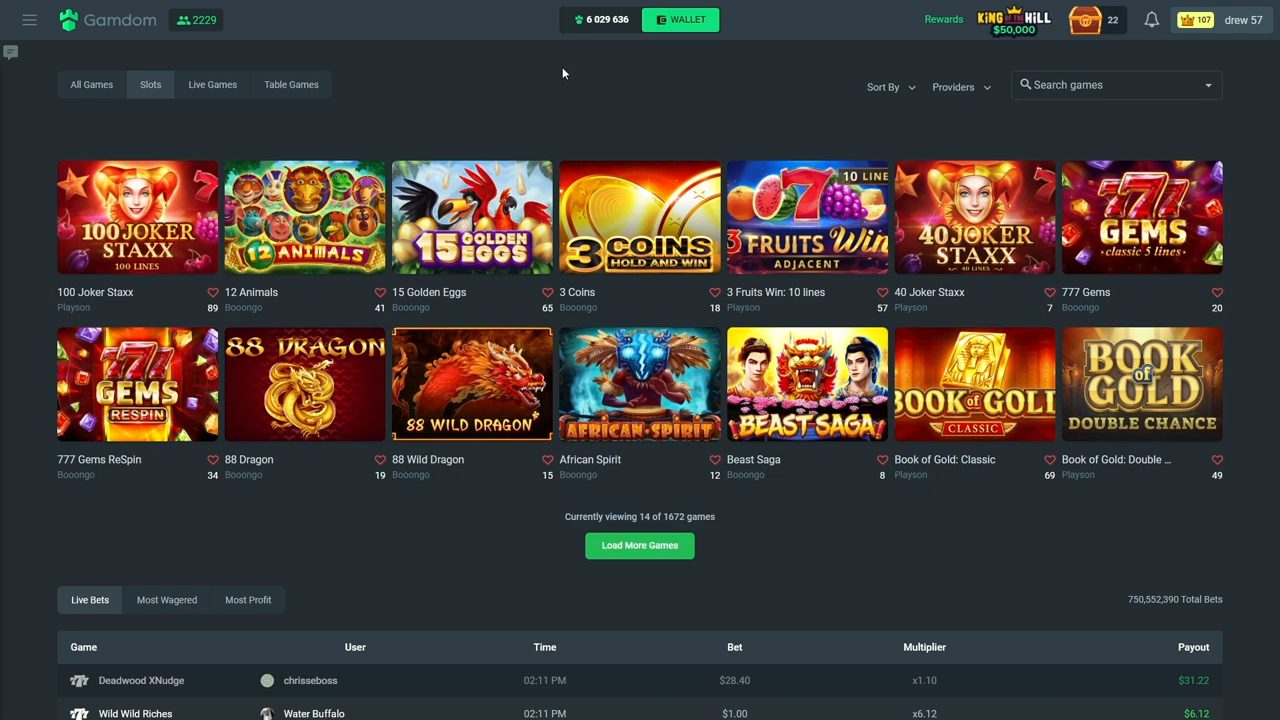 Gamdom
2229
6 029 636
WALLET
Rewards
KING OF THE HILL
$50,000
22
107
drew 57
All Games
Slots
Live Games
Table Games
Sort By
Providers
Search games
100 JOKER
STAXX
100 LINES
12 ANIMALS
15 GOLDEN
EGGS
3 COINS
HOLD AND WIN
10 LINE
3 FRUITS Win
ADJACENT
40 JOKER
STAXX
40 LINES
777
GEMS
classic 5 lines
100 Joker Staxx
12 Animals
15 Golden Eggs
3 Coins
3 Fruits Win: 10 lines
40 Joker Staxx
777 Gems
Playson 89
Booongo 41
Booongo 65
Booongo 18
Playson 57
Playson 7
Booongo 20
777
GEMS
RESPIN
88 DRAGON
88 WILD DRAGON
AFRICAN SPIRIT
BEAST SAGA
BOOK of GOLD
CLASSIC
BOOK
of
GOLD
DOUBLE CHANCE
777 Gems ReSpin
88 Dragon
88 Wild Dragon
African Spirit
Beast Saga
Book of Gold: Classic
Book of Gold: Double ...
Booongo 34
Booongo 19
Booongo 15
Booongo 12
Booongo 8
Playson 69
Playson 49
Currently viewing 14 of 1672 games
Load More Games
Live Bets
Most Wagered
Most Profit
750,552,390 Total Bets
Game User Time Bet Multiplier Payout
Deadwood XNudge chrisseboss 02:11 PM $28.40 x1.10 $31.22
Wild Wild Riches Water Buffalo 02:11 PM $1.00 x6.12 $6.12